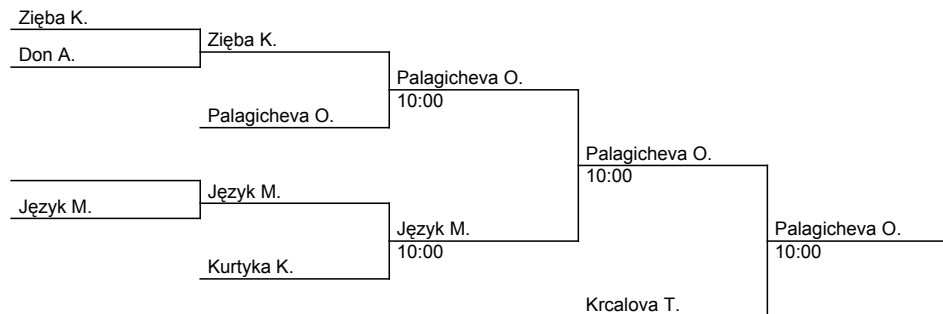 Zięba K.
Don A.
Zięba K.
Palagicheva O.
10:00
Palagicheva O.
Palagicheva O.
10:00
Język M.
Język M.
Język M.
10:00
Kurtyka K.
Palagicheva O.
10:00
Krcalova T.